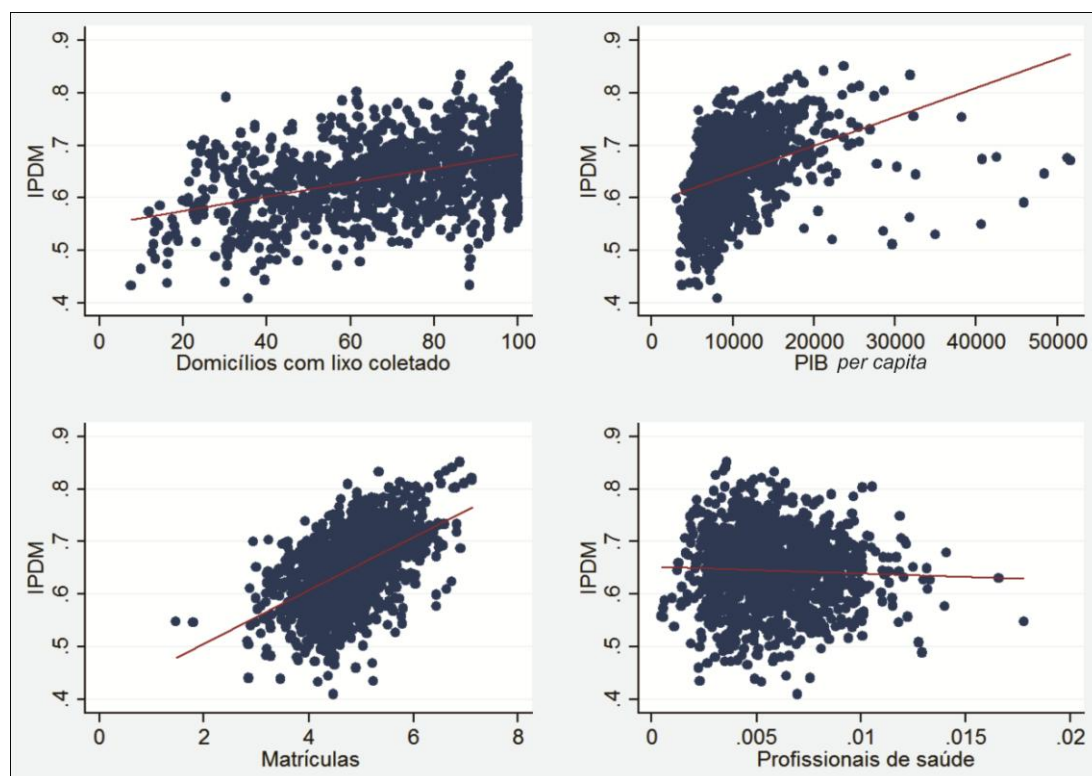 IPDM
.9
.8
.7
.6
.5
.4
0 20 40 60 80 100
Domicílios com lixo coletado
IPDM
.9
.8
.7
.6
.5
.4
0 10000 20000 30000 40000 50000
PIB per capita
IPDM
.9
.8
.7
.6
.5
.4
0 2 4 6 8
Matrículas
IPDM
.9
.8
.7
.6
.5
.4
0 .005 .01 .015 .02
Profissionais de saúde